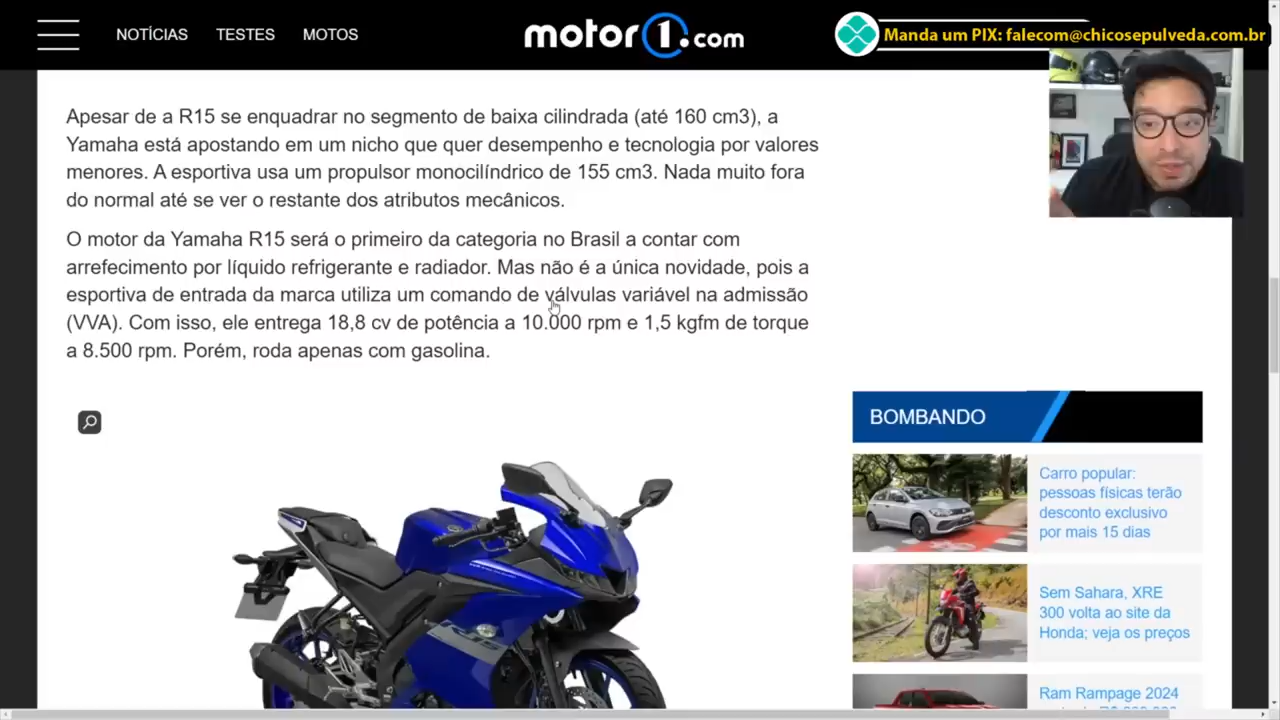 NOTÍCIAS TESTES MOTOS
motor1.com
Manda um PIX: falecom@chicosepulveda.com.br
Apesar de a R15 se enquadrar no segmento de baixa cilindrada (até 160 cm3), a
Yamaha está apostando em um nicho que quer desempenho e tecnologia por valores
menores. A esportiva usa um propulsor monocilíndrico de 155 cm3. Nada muito fora
do normal até se ver o restante dos atributos mecânicos.
O motor da Yamaha R15 será o primeiro da categoria no Brasil a contar com
arrefecimento por líquido refrigerante e radiador. Mas não é a única novidade, pois a
esportiva de entrada da marca utiliza um comando de válvulas variável na admissão
(VVA). Com isso, ele entrega 18,8 cv de potência a 10.000 rpm e 1,5 kgfm de torque
a 8.500 rpm. Porém, roda apenas com gasolina.
BOMBANDO
Carro popular:
pessoas físicas terão
desconto exclusivo
por mais 15 dias
Sem Sahara, XRE
300 volta ao site da
Honda; veja os preços
Ram Rampage 2024